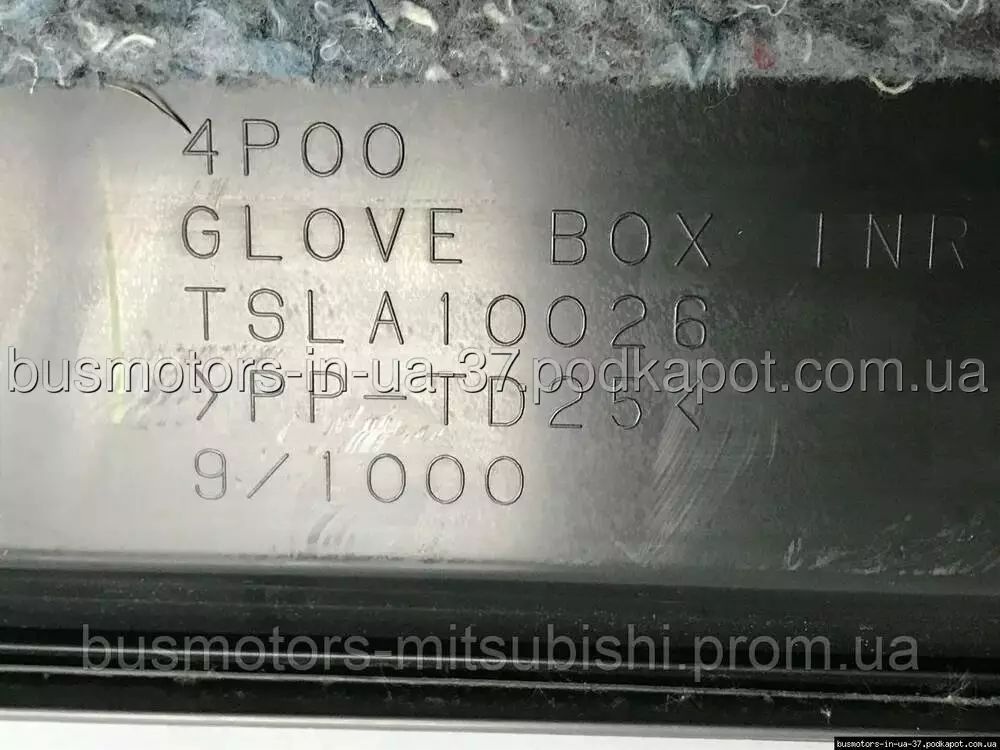 4P00
GLOVE BOX INR
TSLA10026
busmotors-in-ua-37.podkapot.com.ua
>PP-TD25<
9/1000
busmotors-mitsubishi.prom.ua
busmotors-in-ua-37.podkapot.com.ua